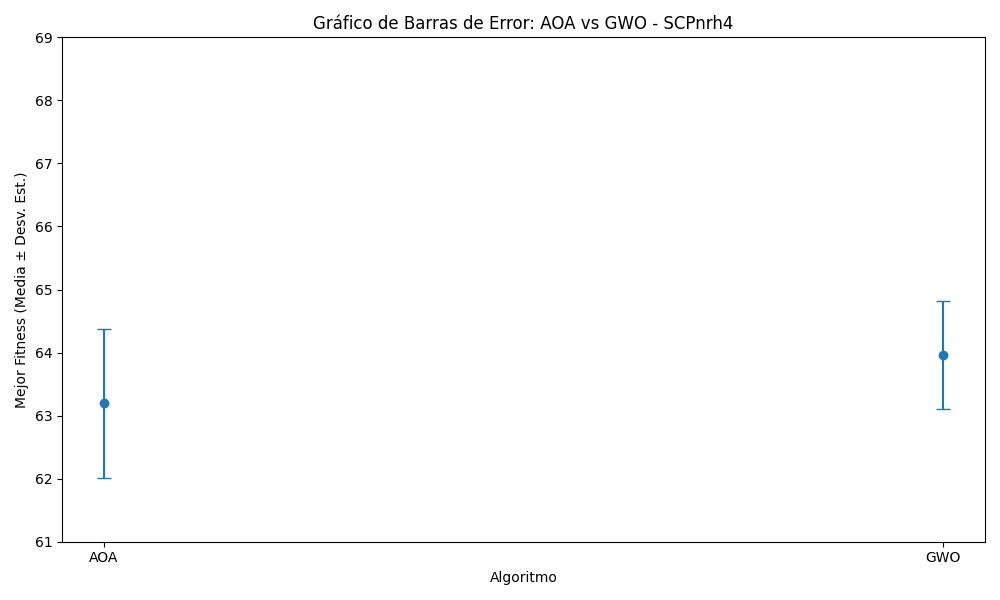 Gráfico de Barras de Error: AOA vs GWO - SCPnrh4
Mejor Fitness (Media ± Desv. Est.)
69
68
67
66
65
64
63
62
61
AOA
GWO
Algoritmo